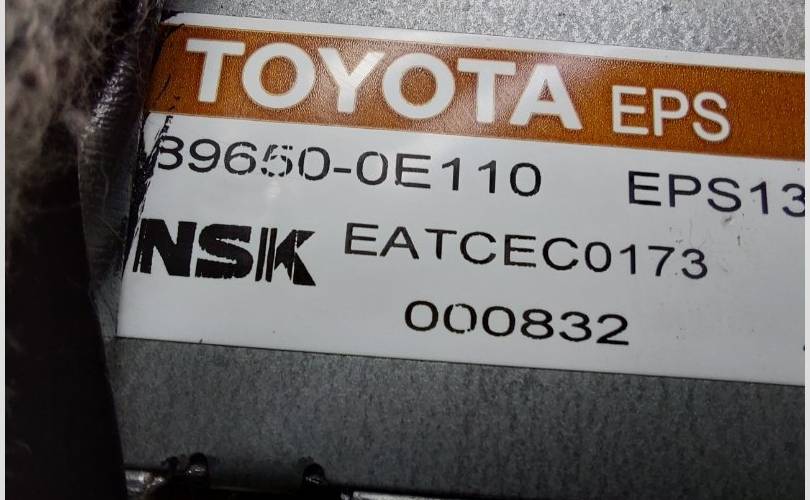 TOYOTA EPS
89650-0E110 EPS13
NSK EATCEC0173
000832